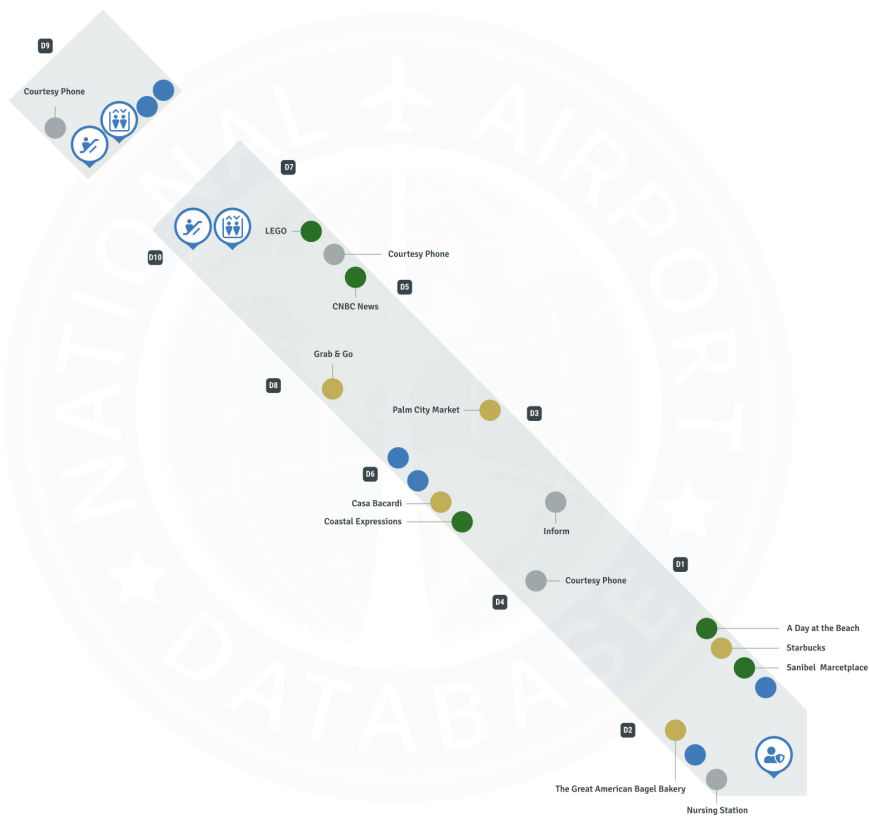 D9
Courtesy Phone
D7
LEGO
Courtesy Phone
D10
D5
CNBC News
Grab & Go
D8
Palm City Market
D3
D6
Casa Bacardi
Coastal Expressions
Inform
D1
Courtesy Phone
D4
A Day at the Beach
Starbucks
Sanibel Marcetplace
D2
The Great American Bagel Bakery
Nursing Station
NATIONAL AIRPORT
DATABASE